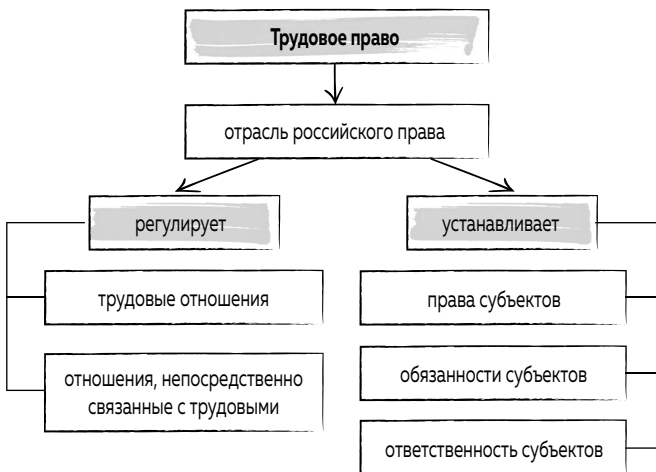 Трудовое право
отрасль российского права
регулирует
трудовые отношения
отношения, непосредственно
связанные с трудовыми
устанавливает
права субъектов
обязанности субъектов
ответственность субъектов